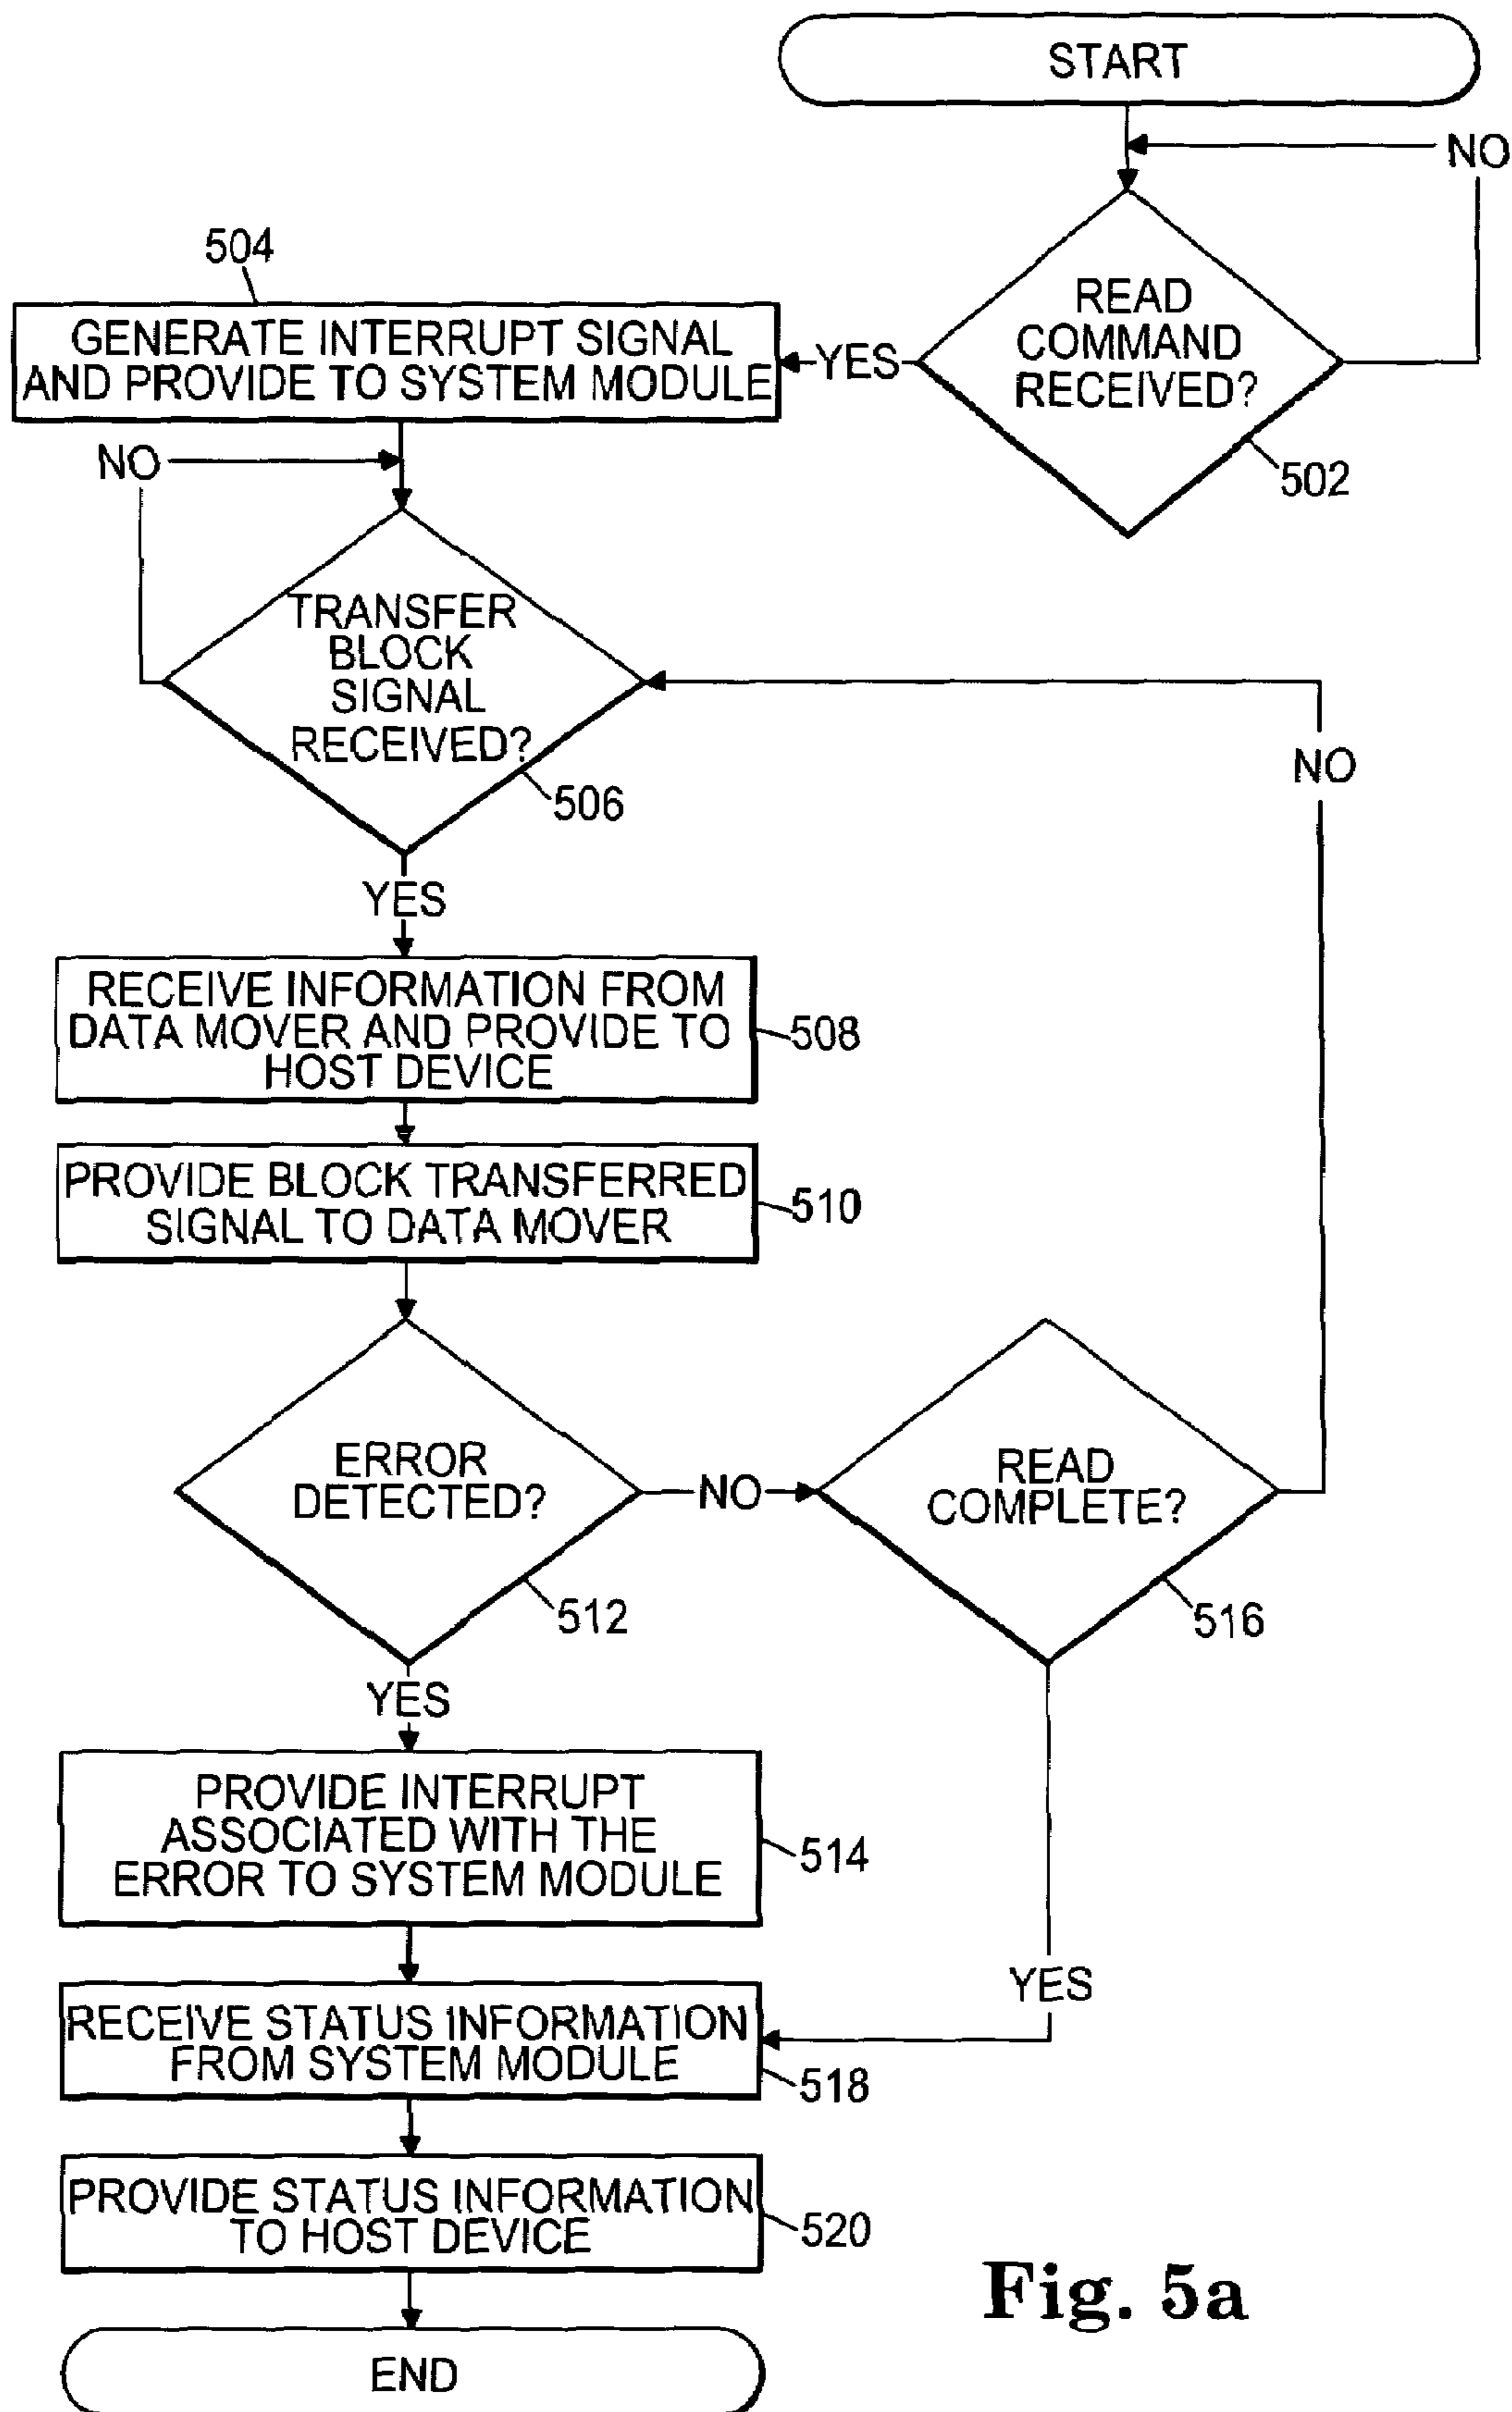 START
NO
READ
COMMAND
RECEIVED?
502
YES
504
GENERATE INTERRUPT SIGNAL
AND PROVIDE TO SYSTEM MODULE
NO
TRANSFER
BLOCK
SIGNAL
RECEIVED?
506
NO
YES
RECEIVE INFORMATION FROM
DATA MOVER AND PROVIDE TO
HOST DEVICE
508
PROVIDE BLOCK TRANSFERRED
SIGNAL TO DATA MOVER
510
ERROR
DETECTED?
512
NO
READ
COMPLETE?
516
YES
PROVIDE INTERRUPT
ASSOCIATED WITH THE
ERROR TO SYSTEM MODULE
514
YES
RECEIVE STATUS INFORMATION
FROM SYSTEM MODULE
518
PROVIDE STATUS INFORMATION
TO HOST DEVICE
520
END
Fig. 5a